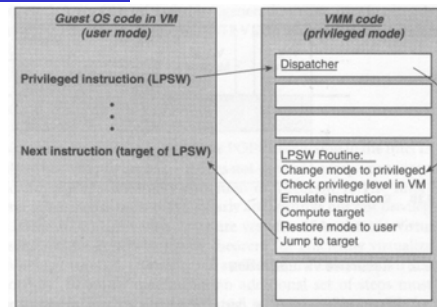 Guest OS code in VM
(user mode)
Privileged instruction (LPSW)
Next instruction (target of LPSW)
VMM code
(privileged mode)
Dispatcher
LPSW Routine:
Change mode to privileged
Check privilege level in VM
Emulate instruction
Compute target
Restore mode to user
Jump to target